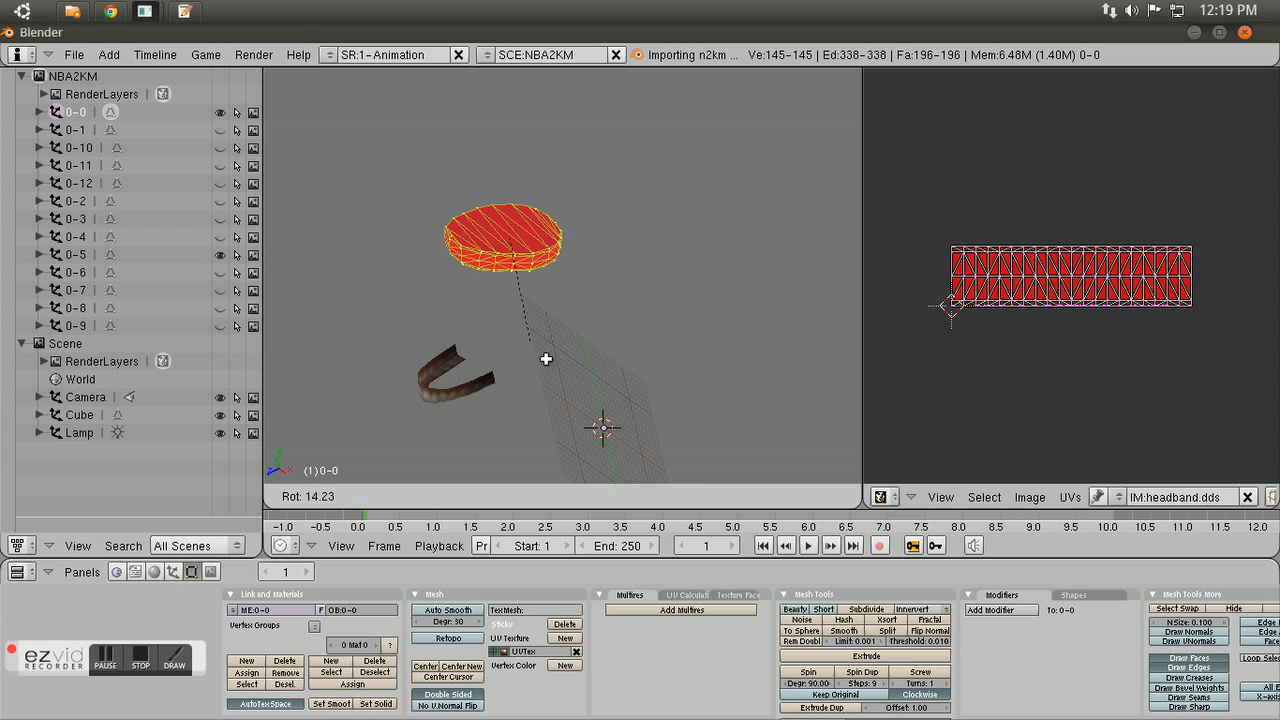 12:19 PM
Blender
File Add Timeline Game Render Help SR:1-Animation SCE:NBA2KM Importing n2km ... Ve:145-145 | Ed:338-338 | Fa:196-196 | Mem:6.48M (1.40M) 0-0
NBA2KM
RenderLayers
0-0
0-1
0-10
0-11
0-12
0-2
0-3
0-4
0-5
0-6
0-7
0-8
0-9
Scene
RenderLayers
World
Camera
Cube
Lamp
(1) 0-0
Rot: 14.23
View Select Image UVs IM:headband.dds
-1.0 -0.5 0.0 0.5 1.0 1.5 2.0 2.5 3.0 3.5 4.0 4.5 5.0 5.5 6.0 6.5 7.0 7.5 8.0 8.5 9.0 9.5 10.0 10.5 11.0 11.5 12.0
View Search All Scenes View Frame Playback Pr Start: 1 End: 250 1
Panels 1
Link and Materials
ME:0-0 F OB:0-0
Vertex Groups
0 Mat 0 ?
New Delete New Delete
Assign Remove Select Deselect
Select Desel. Assign
AutoTexSpace Set Smoot Set Solid
Mesh
Auto Smooth
Degr: 30
Retopo
Center Center New
Center Cursor
Double Sided
No V.Normal Flip
TexMesh:
Sticky Delete
UV Texture New
UVTex
Vertex Color New
Multires UV Calculati Texture Face
Add Multires
Mesh Tools
Beauty Short Subdivide Innervert
Noise Hash Xsort Fractal
To Sphere Smooth Split Flip Normal
Rem Doubl Limit: 0.001 Threshold: 0.010
Extrude
Spin Spin Dup Screw
Degr: 90.00 Steps: 9 Turns: 1
Keep Original Clockwise
Extrude Dup Offset: 1.00
Modifiers Shapes
Add Modifier To: 0-0
Mesh Tools More
Select Swap Hide
NSize: 0.100
Draw Normals
Draw VNormals
Draw Faces
Draw Edges
Draw Creases
Draw Bevel Weights
Draw Seams
Draw Sharp
Edge
Edge
Loop Selec
All E
X-axis
ezvid
RECORDER
PAUSE STOP DRAW